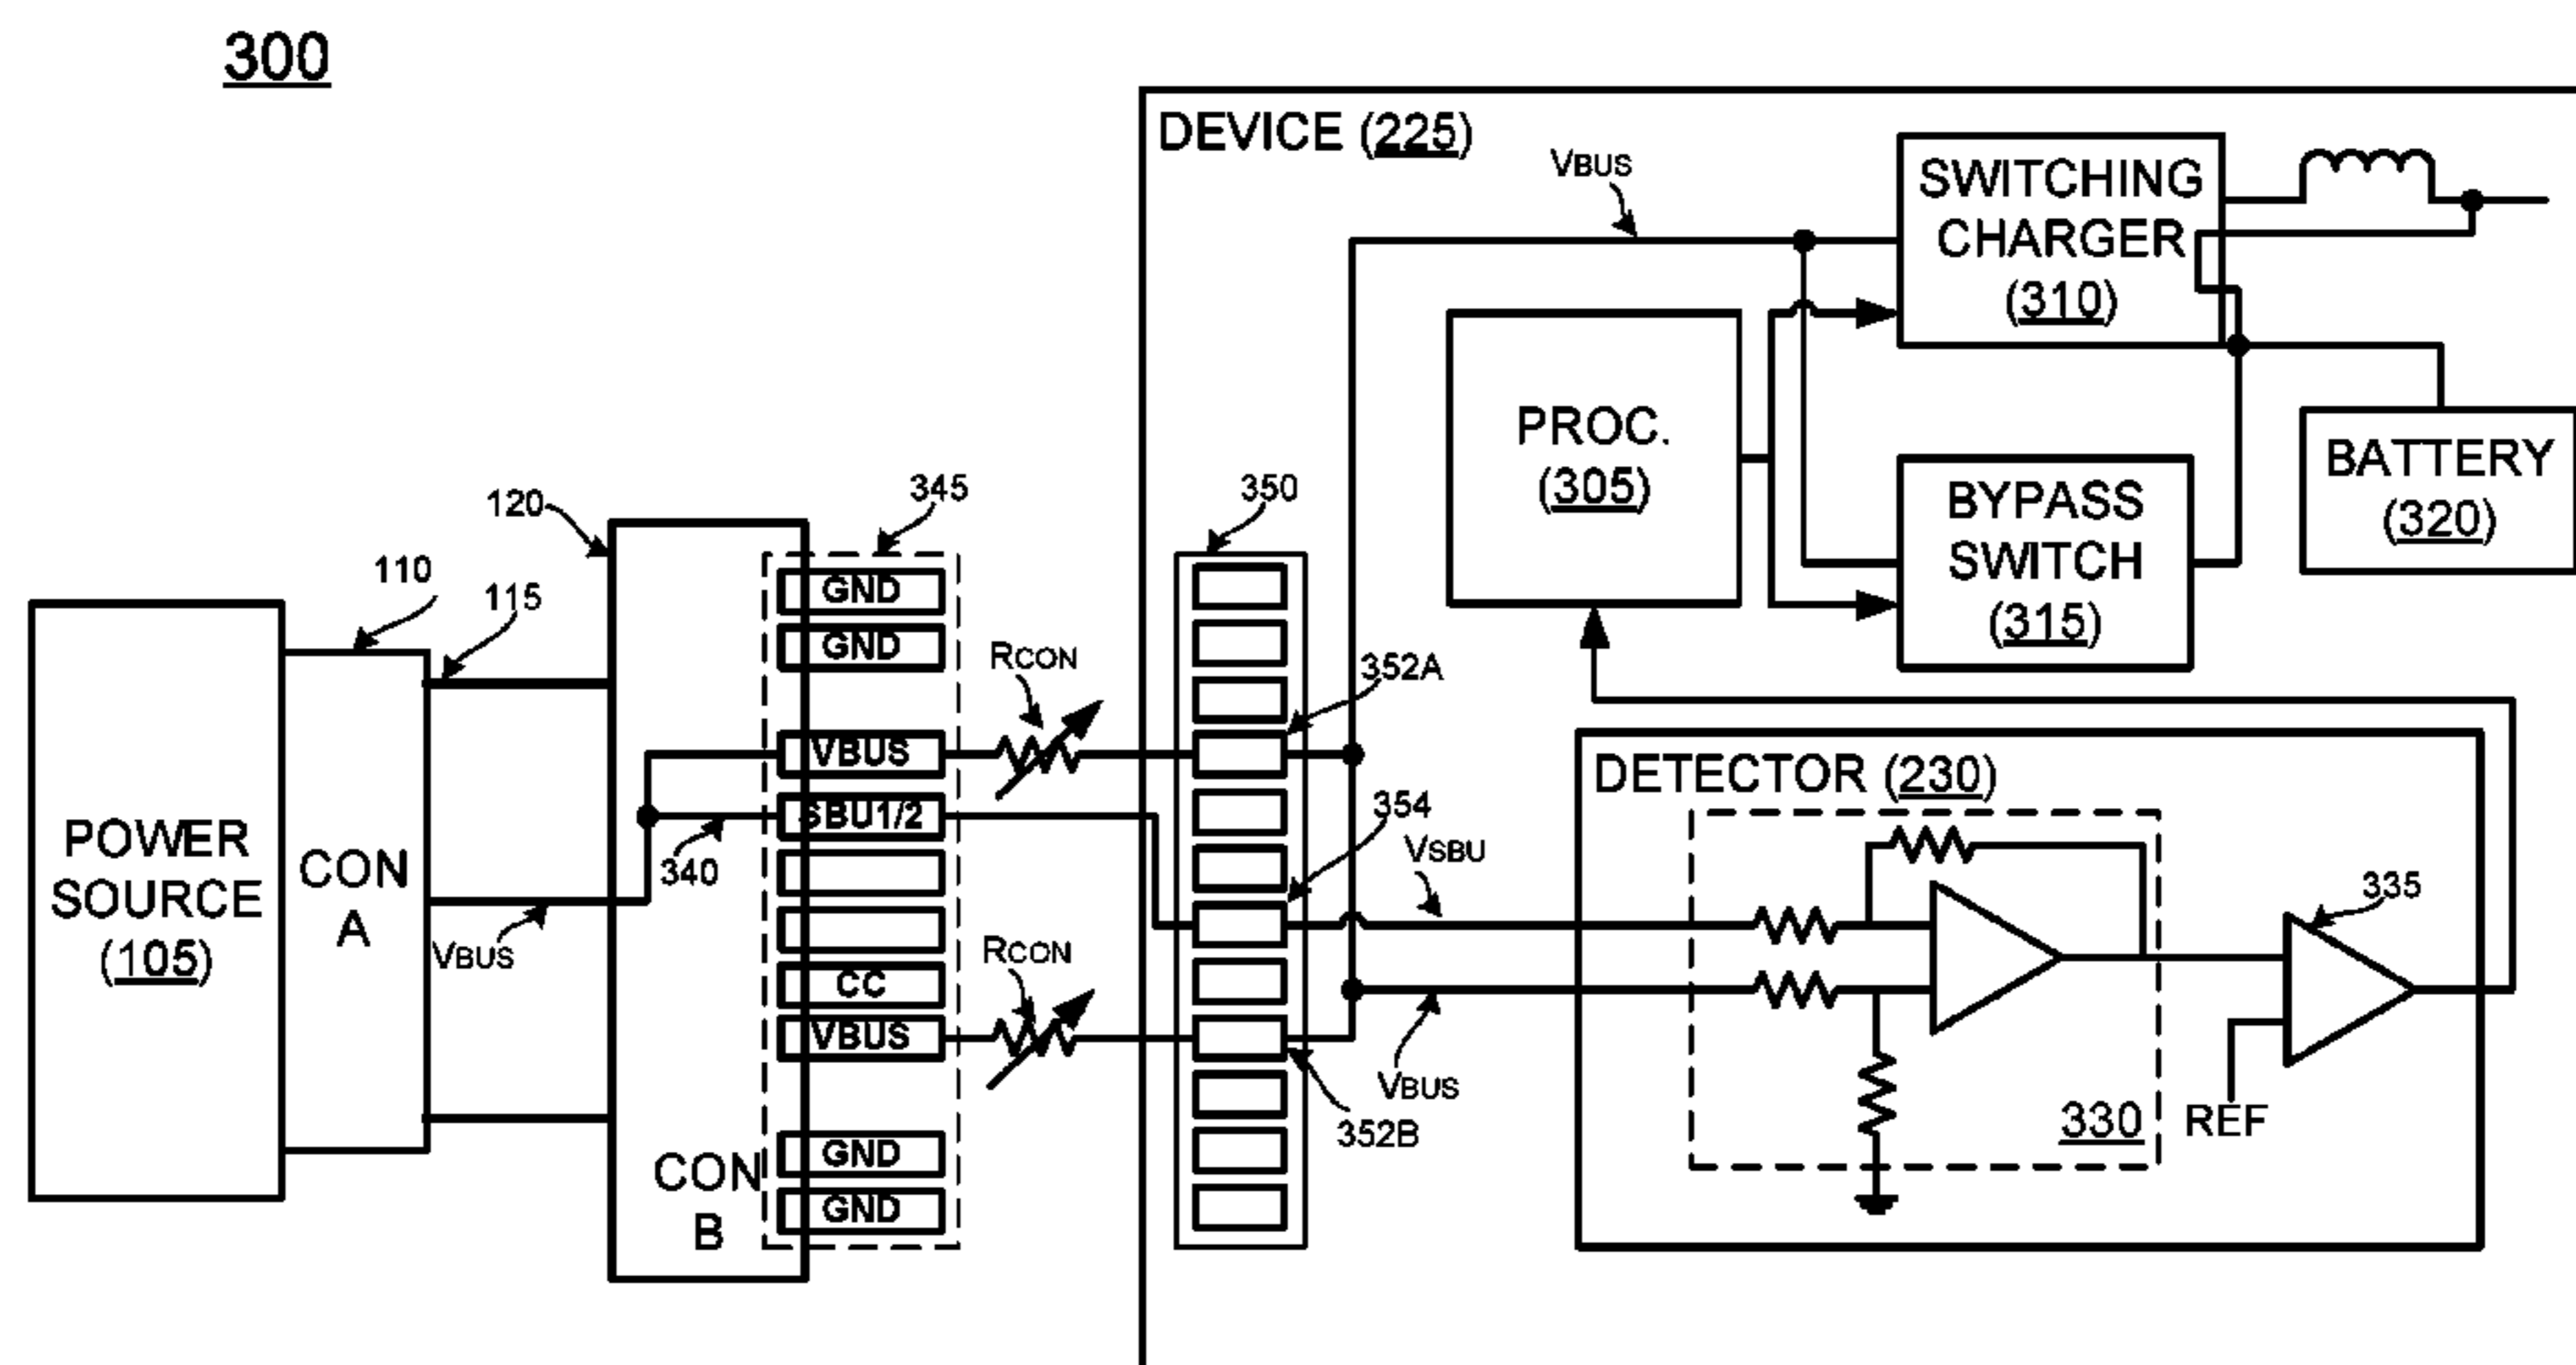 300
DEVICE (225)
VBUS
SWITCHING
CHARGER
(310)
PROC.
(305)
BATTERY
(320)
BYPASS
SWITCH
(315)
120
345
350
110
115
GND
GND
RCON
352A
VBUS
DETECTOR (230)
SBU1/2
354
340
VSBU
POWER
SOURCE
(105)
CON
A
335
VBUS
RCON
CC
VBUS
VBUS
352B
330
REF
CON
B
GND
GND